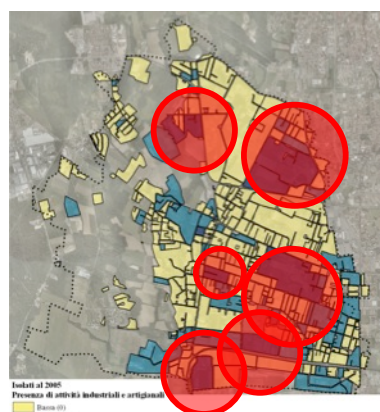 Isolati al 2005
Presenza di attività industriali e artigianali
Bassa (0)